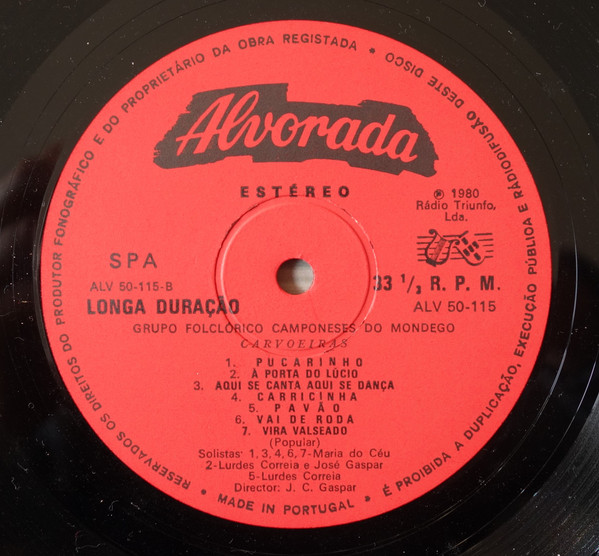 RESERVADOS OS DIREITOS DO PRODUTOR FONOGRÁFICO E DO PROPRIETÁRIO DA OBRA REGISTADA • É PROIBIDA A DUPLICAÇÃO, EXECUÇÃO PÚBLICA E RÁDIODIFUSÃO DESTE DISCO •
Alvorada
ESTÉREO
℗ 1980
Rádio Triunfo,
Lda.
SPA
ALV 50-115-B
33 1/3 R. P. M.
LONGA DURAÇÃO
ALV 50-115
GRUPO FOLCLÓRICO CAMPONESES DO MONDEGO
CARVOEIRAS
1. PUCARINHO
2. À PORTA DO LÚCIO
3. AQUI SE CANTA AQUI SE DANÇA
4. CARRICINHA
5. PAVÃO
6. VAI DE RODA
7. VIRA VALSEADO
(Popular)
Solistas: 1, 3, 4, 6, 7-Maria do Céu
2-Lurdes Correia e José Gaspar
5-Lurdes Correia
Director: J. C. Gaspar
• MADE IN PORTUGAL •